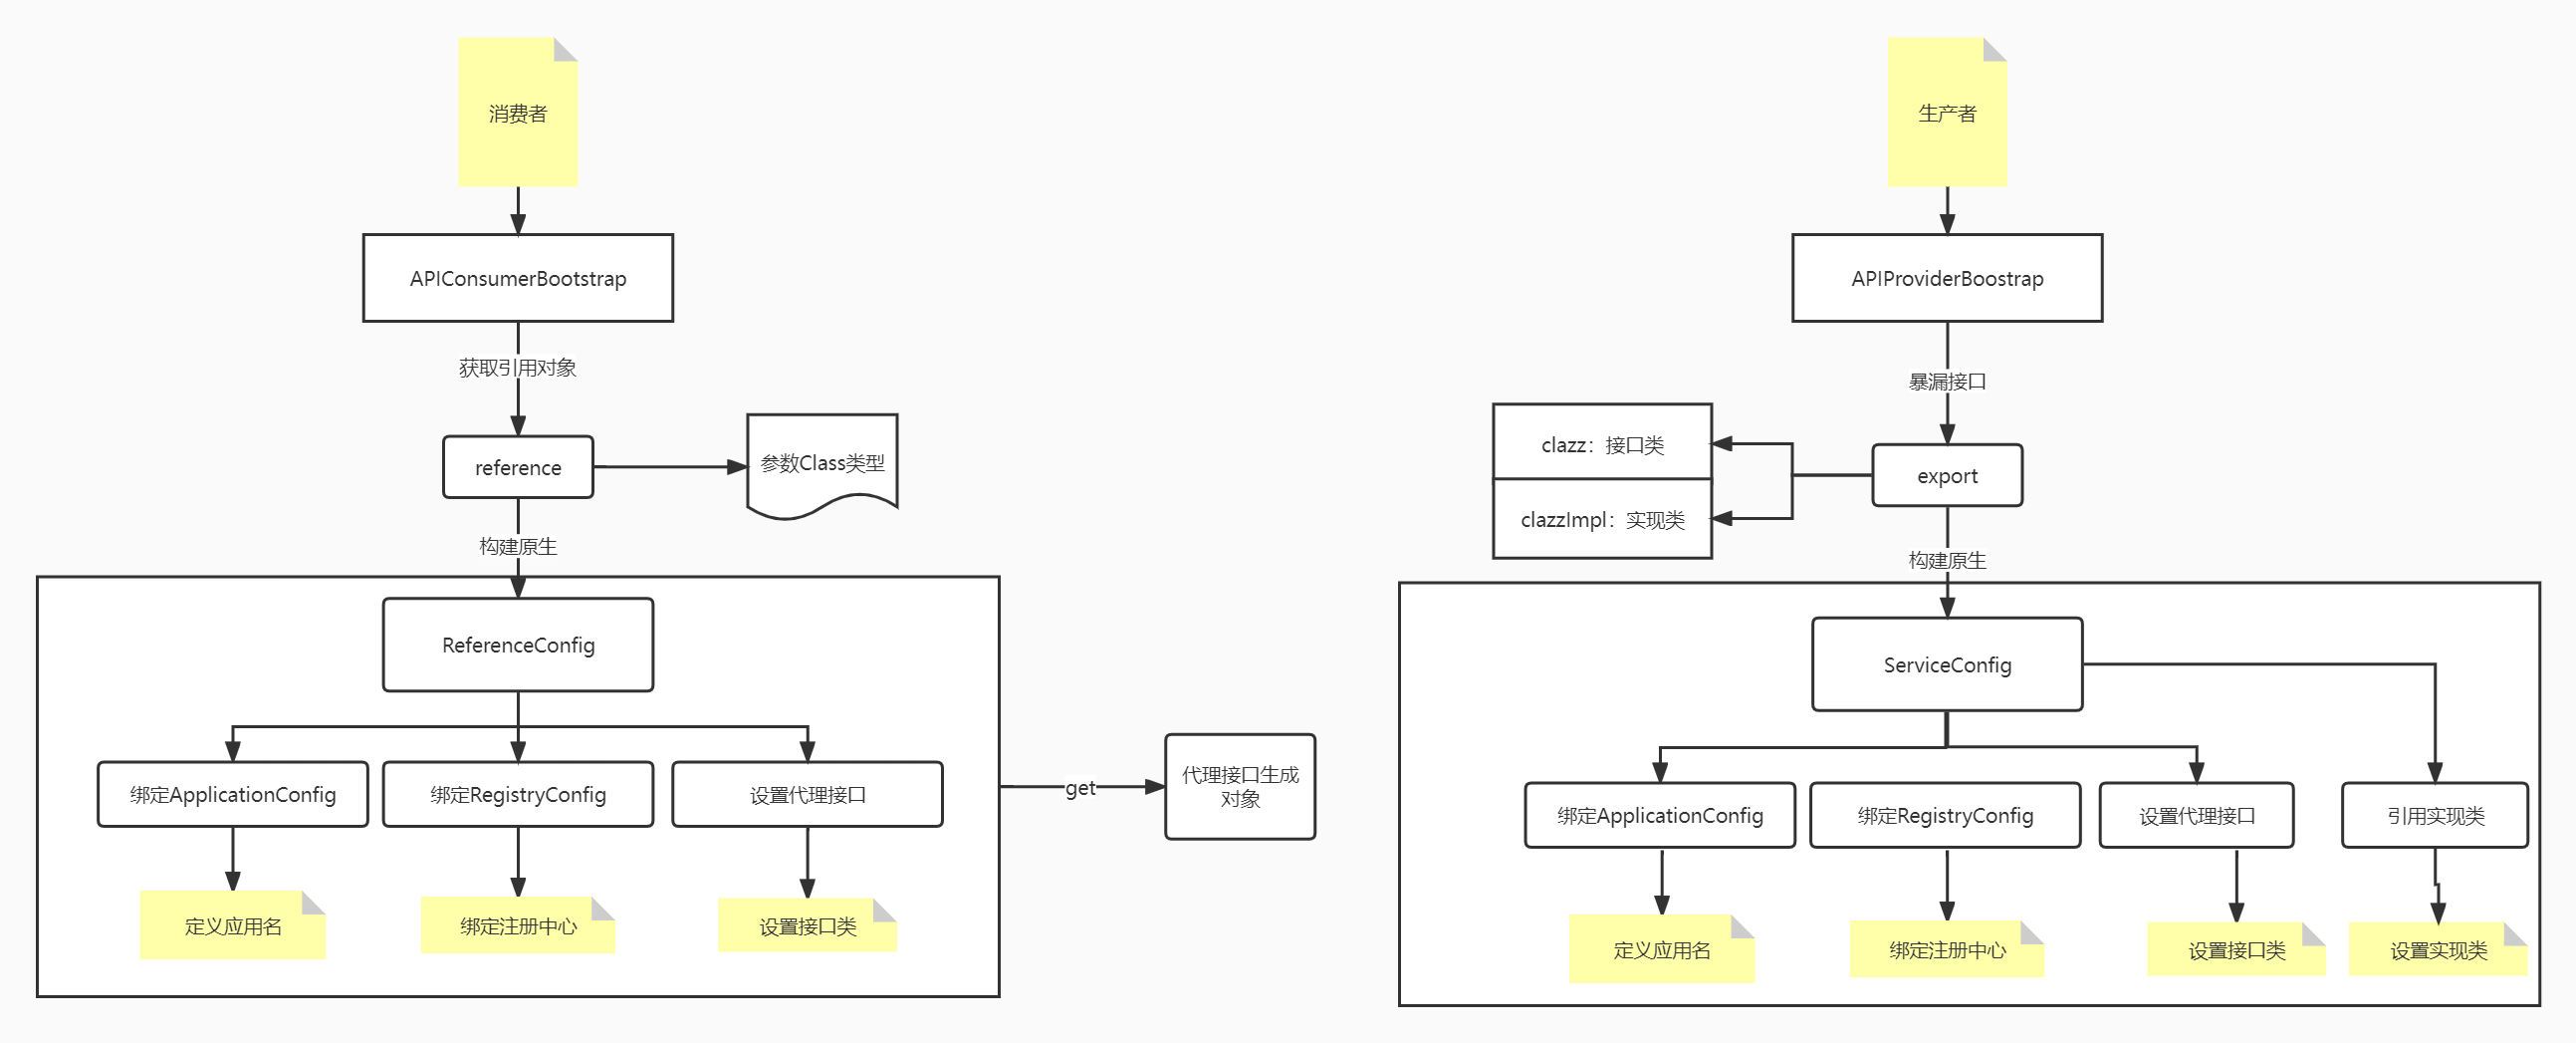 消费者
APIConsumerBootstrap
获取引用对象
reference
参数Class类型
构建原生
ReferenceConfig
绑定ApplicationConfig
绑定RegistryConfig
设置代理接口
定义应用名
绑定注册中心
设置接口类
get
代理接口生成
对象
生产者
APIProviderBoostrap
暴漏接口
clazz：接口类
export
clazzImpl：实现类
构建原生
ServiceConfig
绑定ApplicationConfig
绑定RegistryConfig
设置代理接口
引用实现类
定义应用名
绑定注册中心
设置接口类
设置实现类